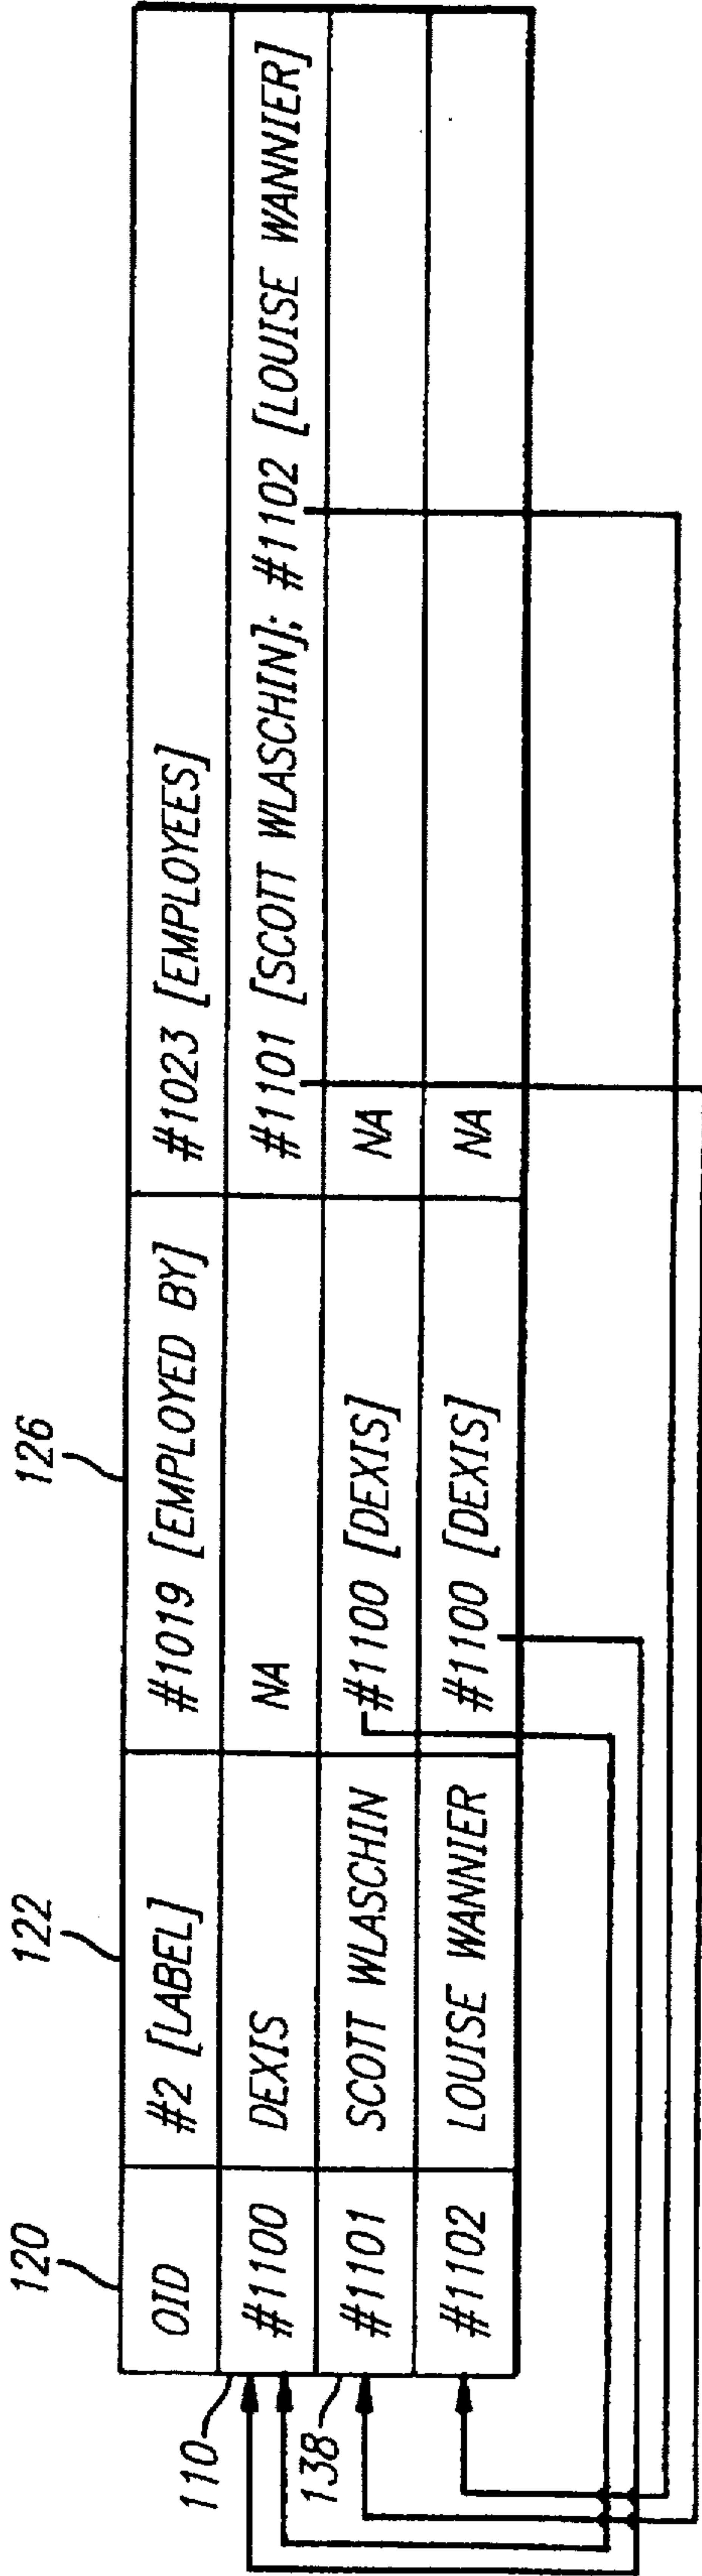 120 122 126
OID #2 [LABEL] #1019 [EMPLOYED BY] #1023 [EMPLOYEES]
110
#1100 DEXIS NA #1101 [SCOTT WLASCHIN]; #1102 [LOUISE WANNIER]
138
#1101 SCOTT WLASCHIN #1100 [DEXIS] NA
#1102 LOUISE WANNIER #1100 [DEXIS] NA